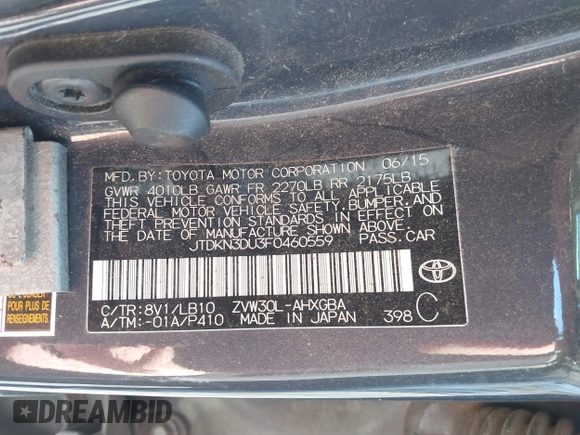 MFD. BY: TOYOTA MOTOR CORPORATION 06/15
GVWR 4010LB GAWR FR 2270LB RR 2175LB
THIS VEHICLE CONFORMS TO ALL APPLICABLE
FEDERAL MOTOR VEHICLE SAFETY, BUMPER, AND
THEFT PREVENTION STANDARDS IN EFFECT ON
THE DATE OF MANUFACTURE SHOWN ABOVE.
JTDKN3DU3F0460559 PASS. CAR
TOYOTA
C/TR: 8V1/LB10 ZVW30L-AHXGBA
A/TM: -01A/P410 MADE IN JAPAN 398 C
POUR PLUS DE
RENSEIGNEMENTS
DREAMBID